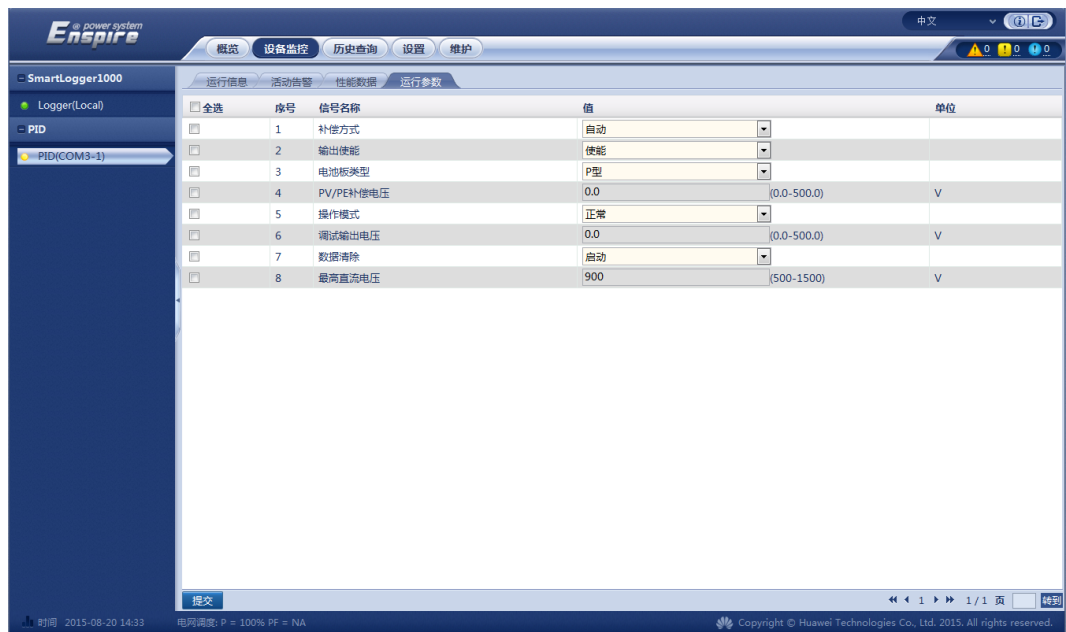 Enspire @ power system
中文
概览 设备监控 历史查询 设置 维护
0 0 0
SmartLogger1000
Logger(Local)
PID
PID(COM3-1)
运行信息 活动告警 性能数据 运行参数
全选 序号 信号名称 值 单位
1 补偿方式 自动
2 输出使能 使能
3 电池板类型 P型
4 PV/PE补偿电压 0.0 (0.0-500.0) V
5 操作模式 正常
6 调试输出电压 0.0 (0.0-500.0) V
7 数据清除 启动
8 最高直流电压 900 (500-1500) V
提交 1 1/1 页 转到
时间 2015-08-20 14:33 电网调度: P = 100% PF = NA Copyright © Huawei Technologies Co., Ltd. 2015. All rights reserved.